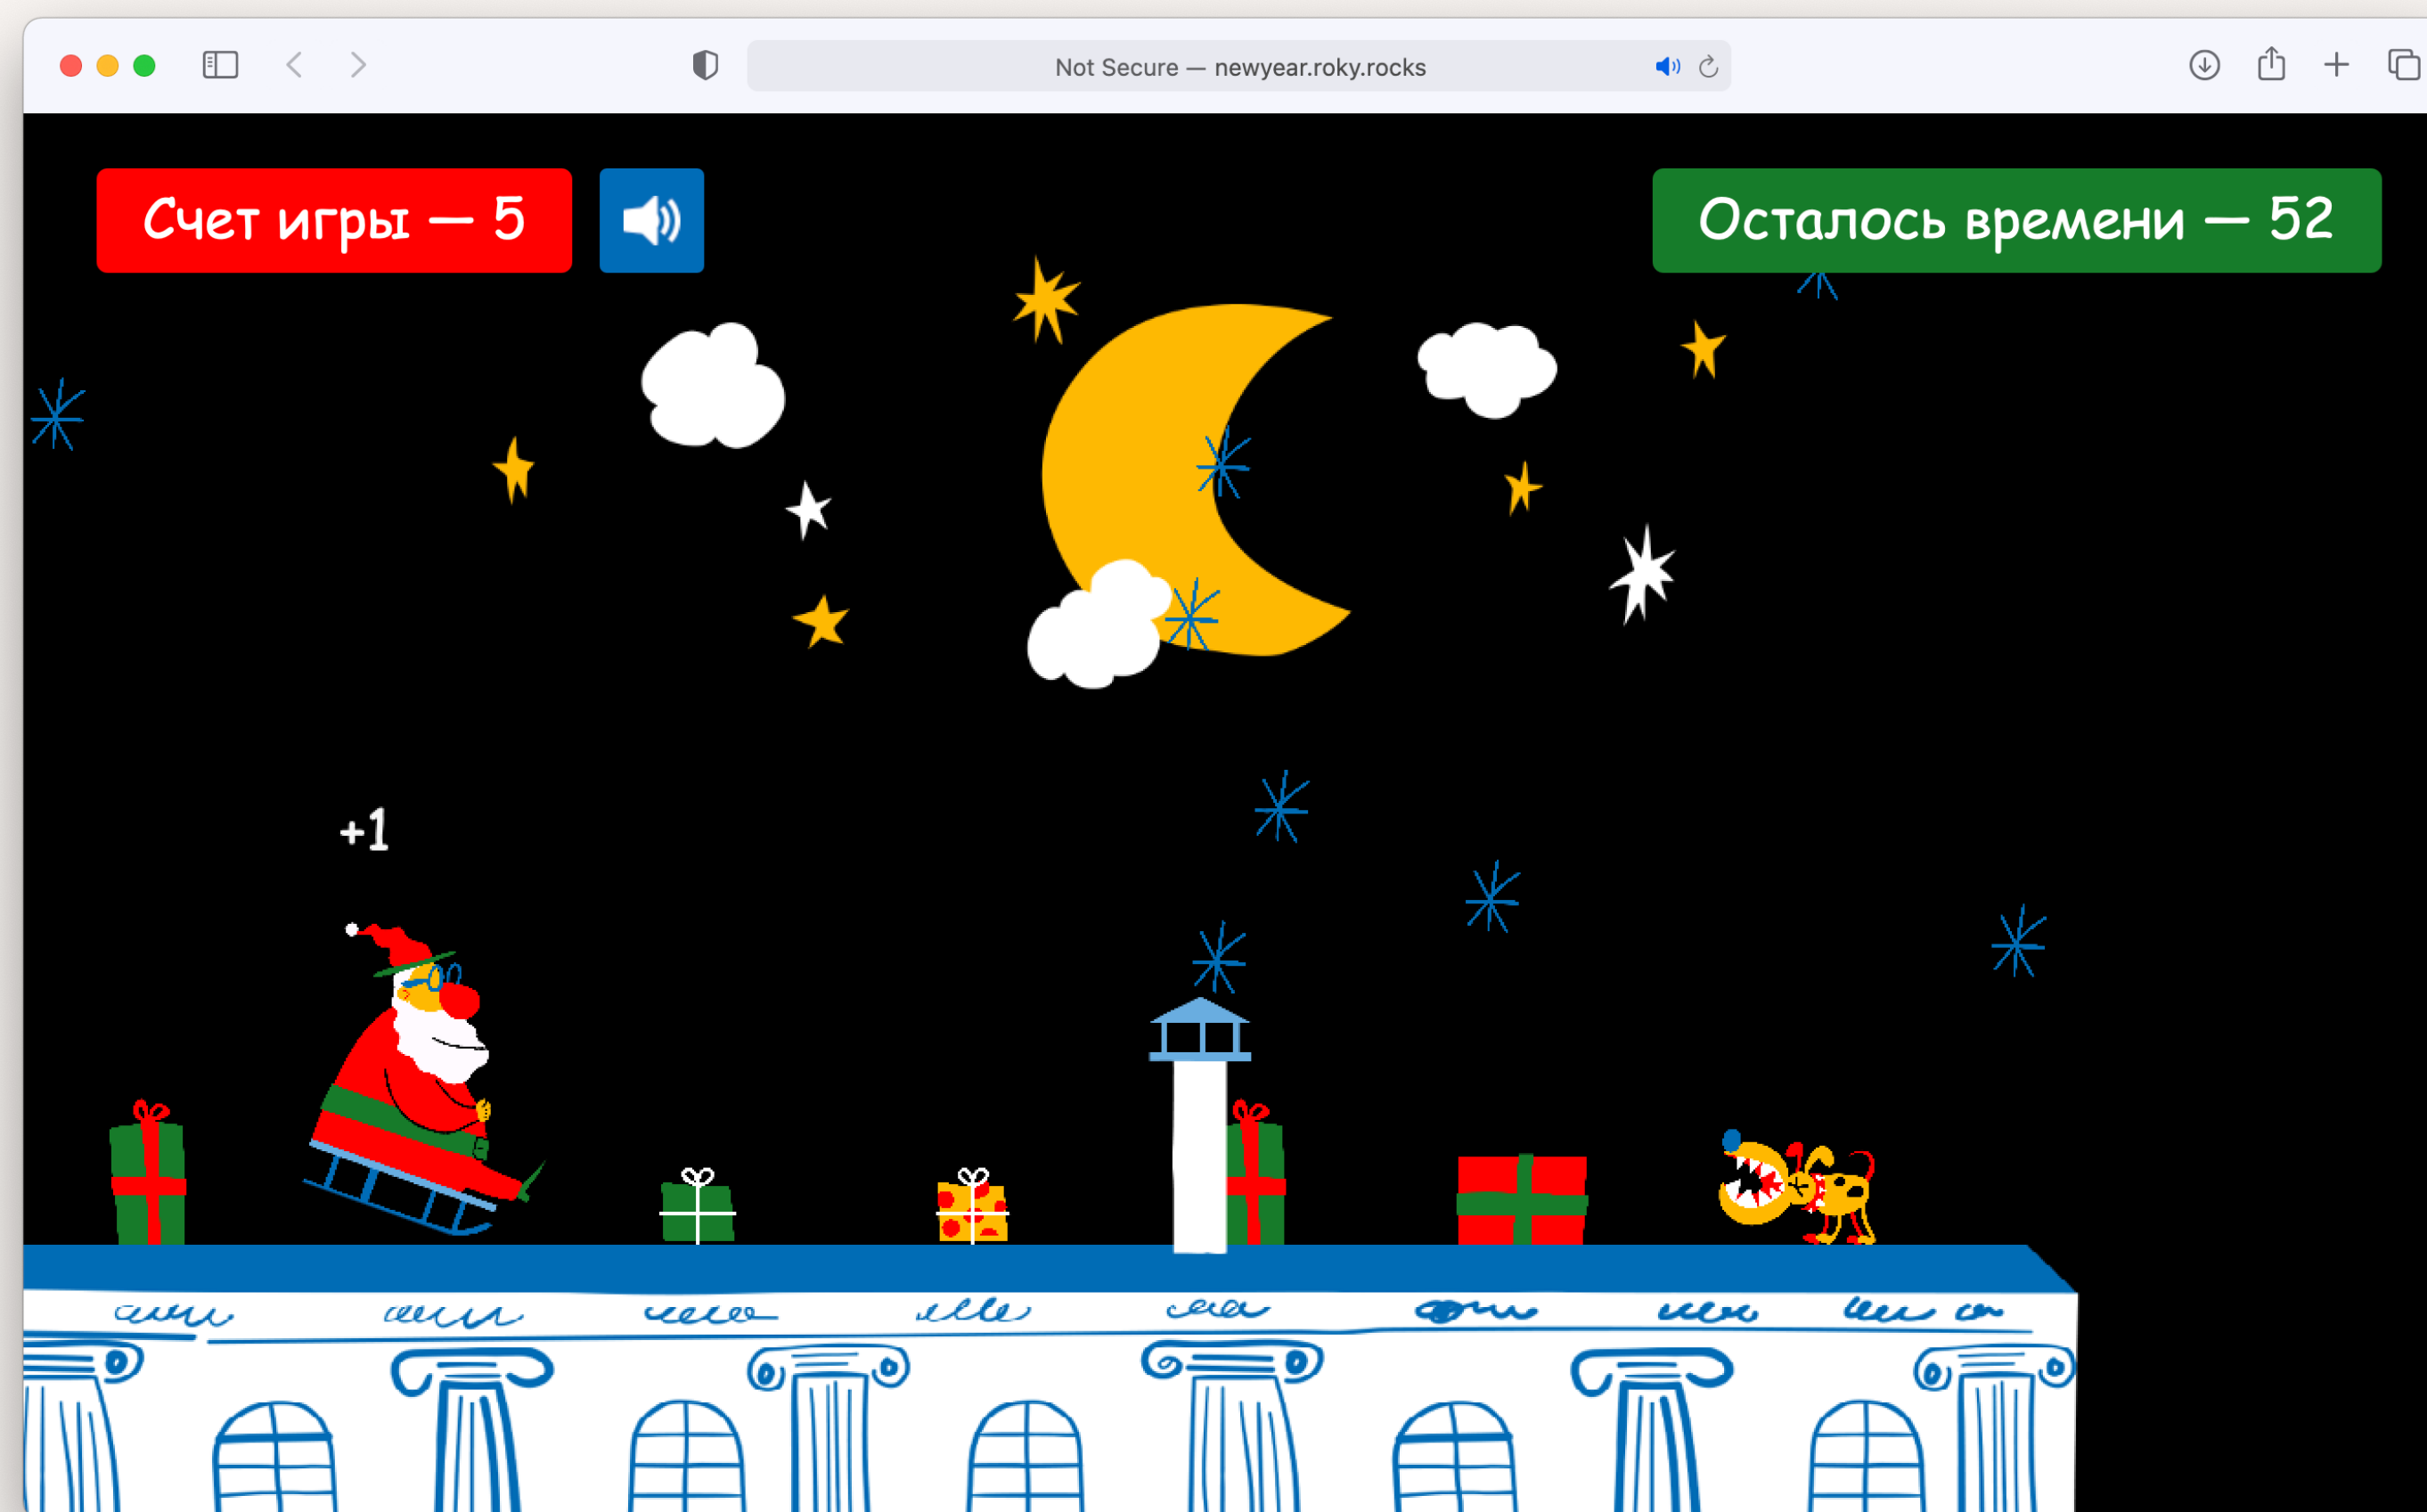 Not Secure — newyear.roky.rocks
Счет игры — 5
Осталось времени — 52
+1